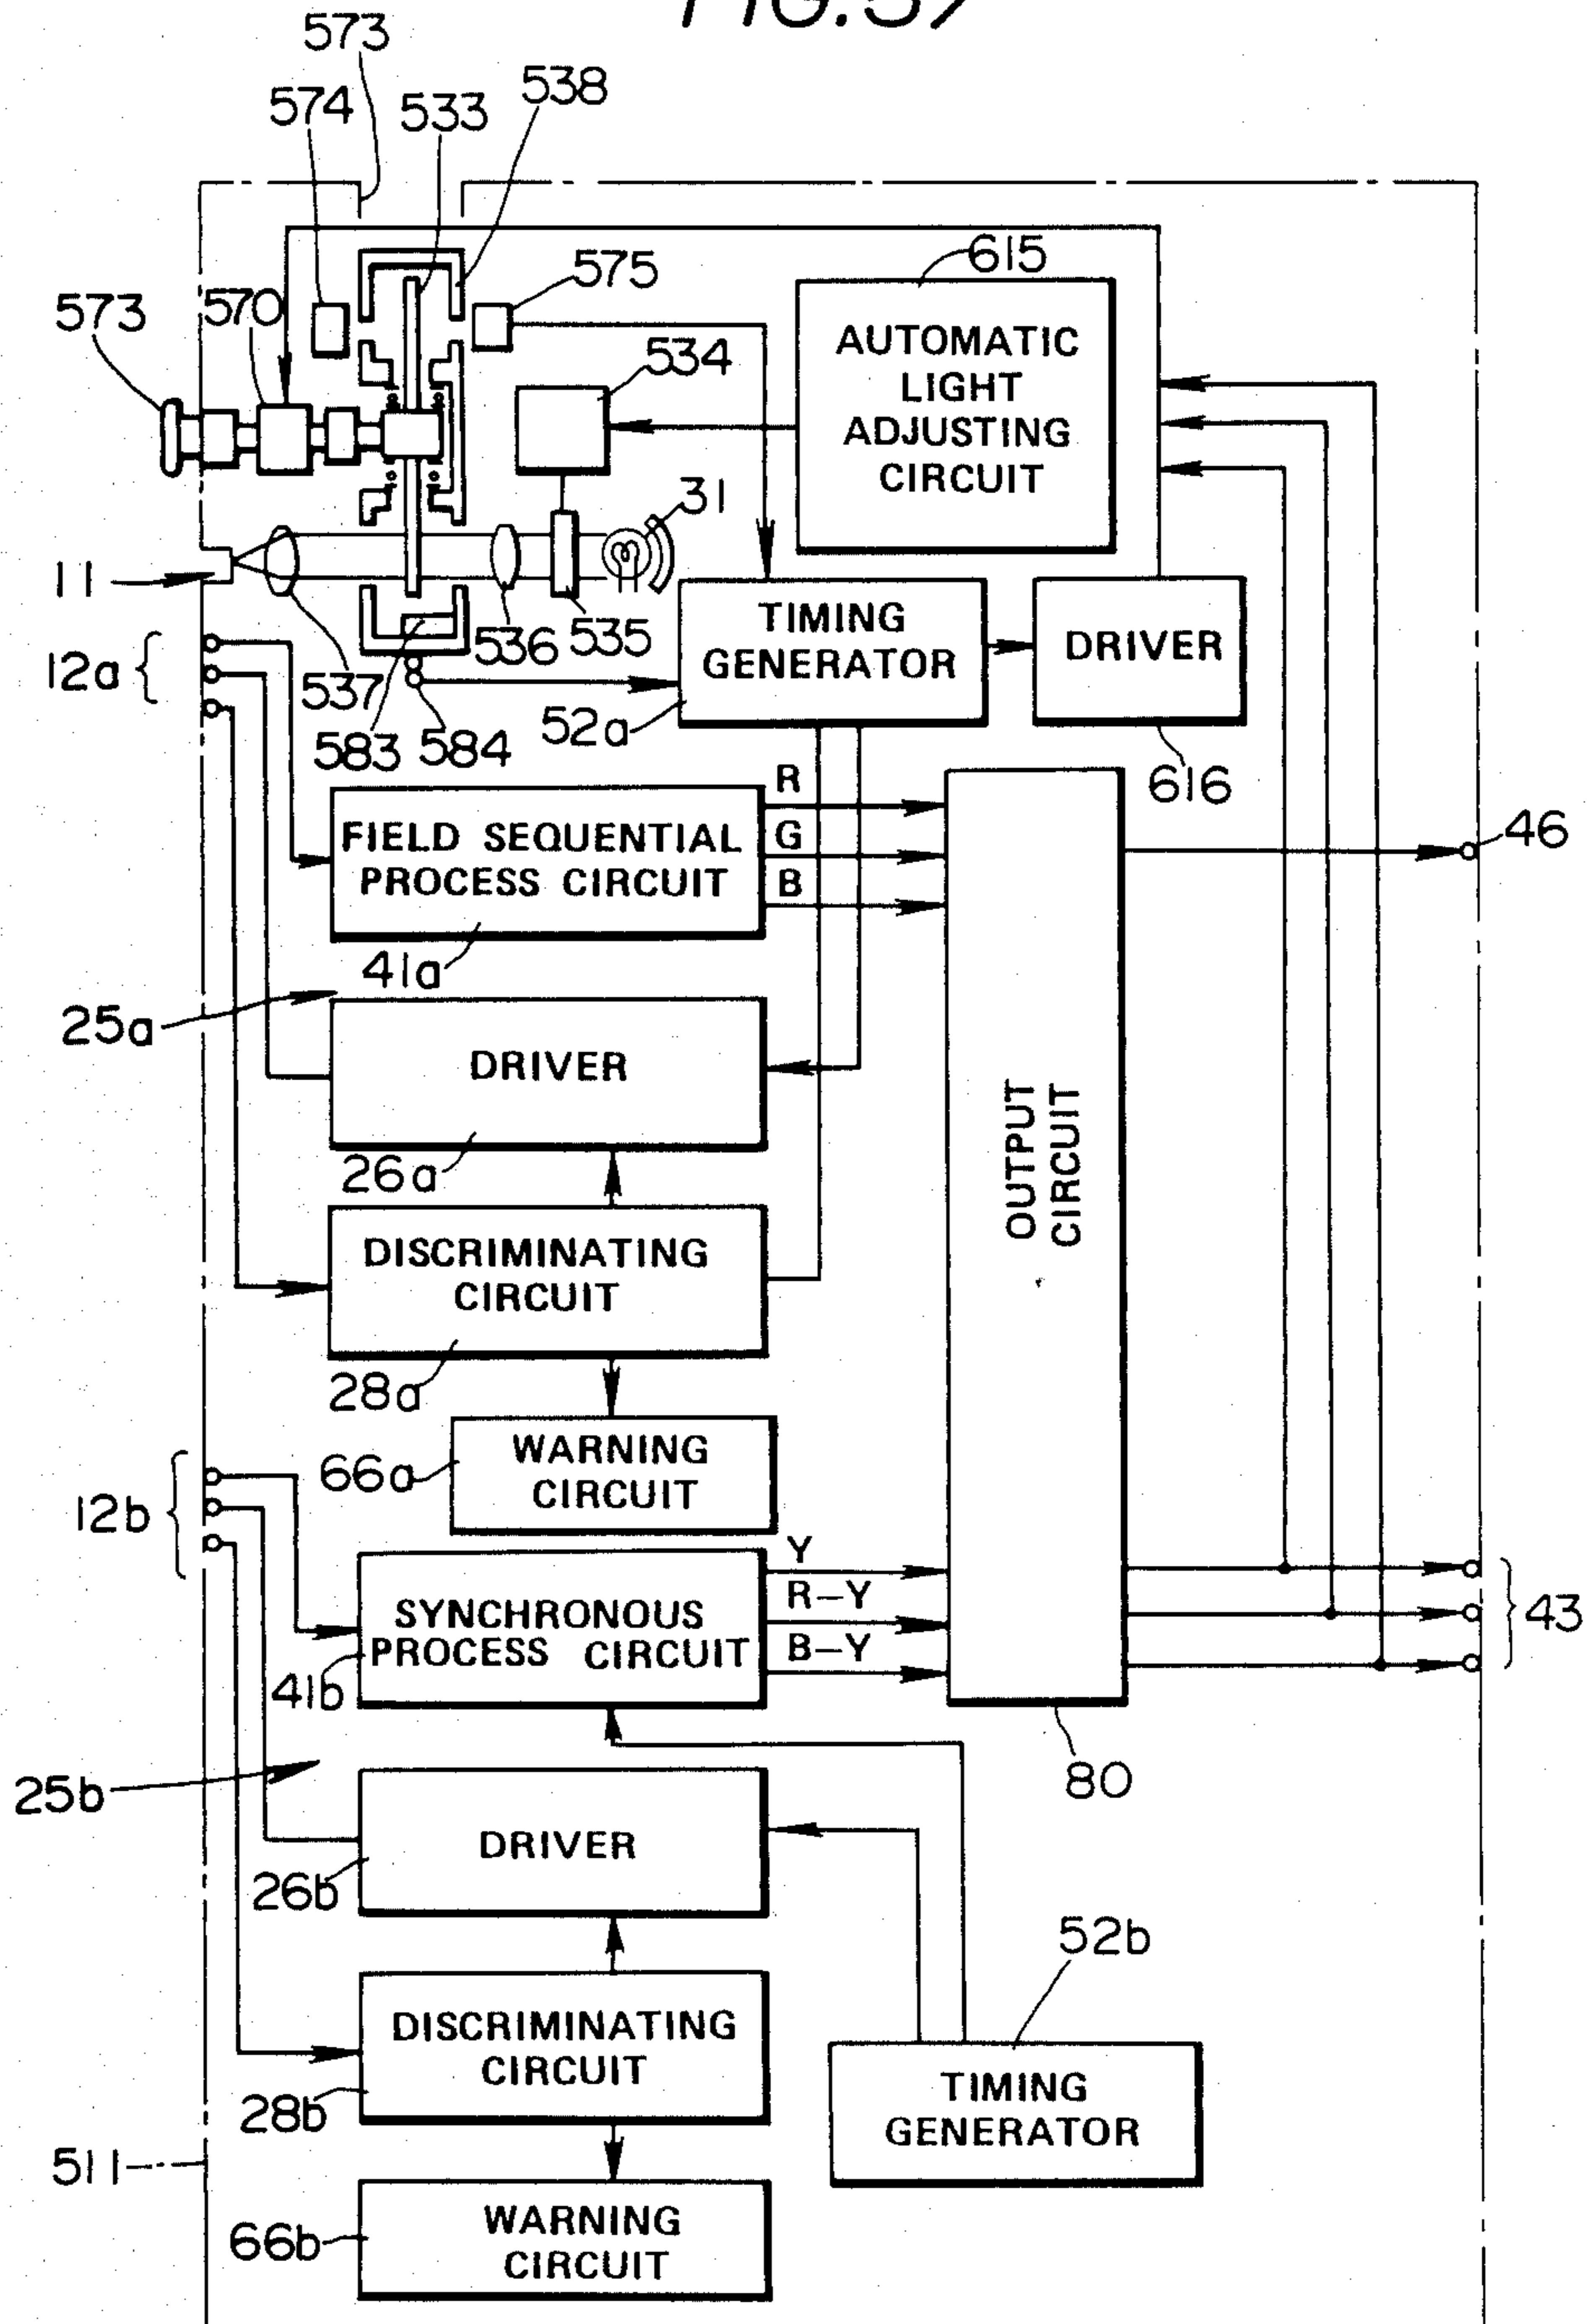 FIG. 57
573
574
533
538
573
570
575
615
AUTOMATIC
LIGHT
ADJUSTING
CIRCUIT
534
31
11
12a
537
536
535
583
584
52a
TIMING
GENERATOR
DRIVER
616
46
FIELD SEQUENTIAL
PROCESS CIRCUIT
R
G
B
41a
25a
DRIVER
26a
DISCRIMINATING
CIRCUIT
28a
OUTPUT
CIRCUIT
WARNING
CIRCUIT
66a
12b
SYNCHRONOUS
PROCESS CIRCUIT
41b
Y
R-Y
B-Y
43
80
25b
DRIVER
26b
52b
DISCRIMINATING
CIRCUIT
28b
TIMING
GENERATOR
511
WARNING
CIRCUIT
66b